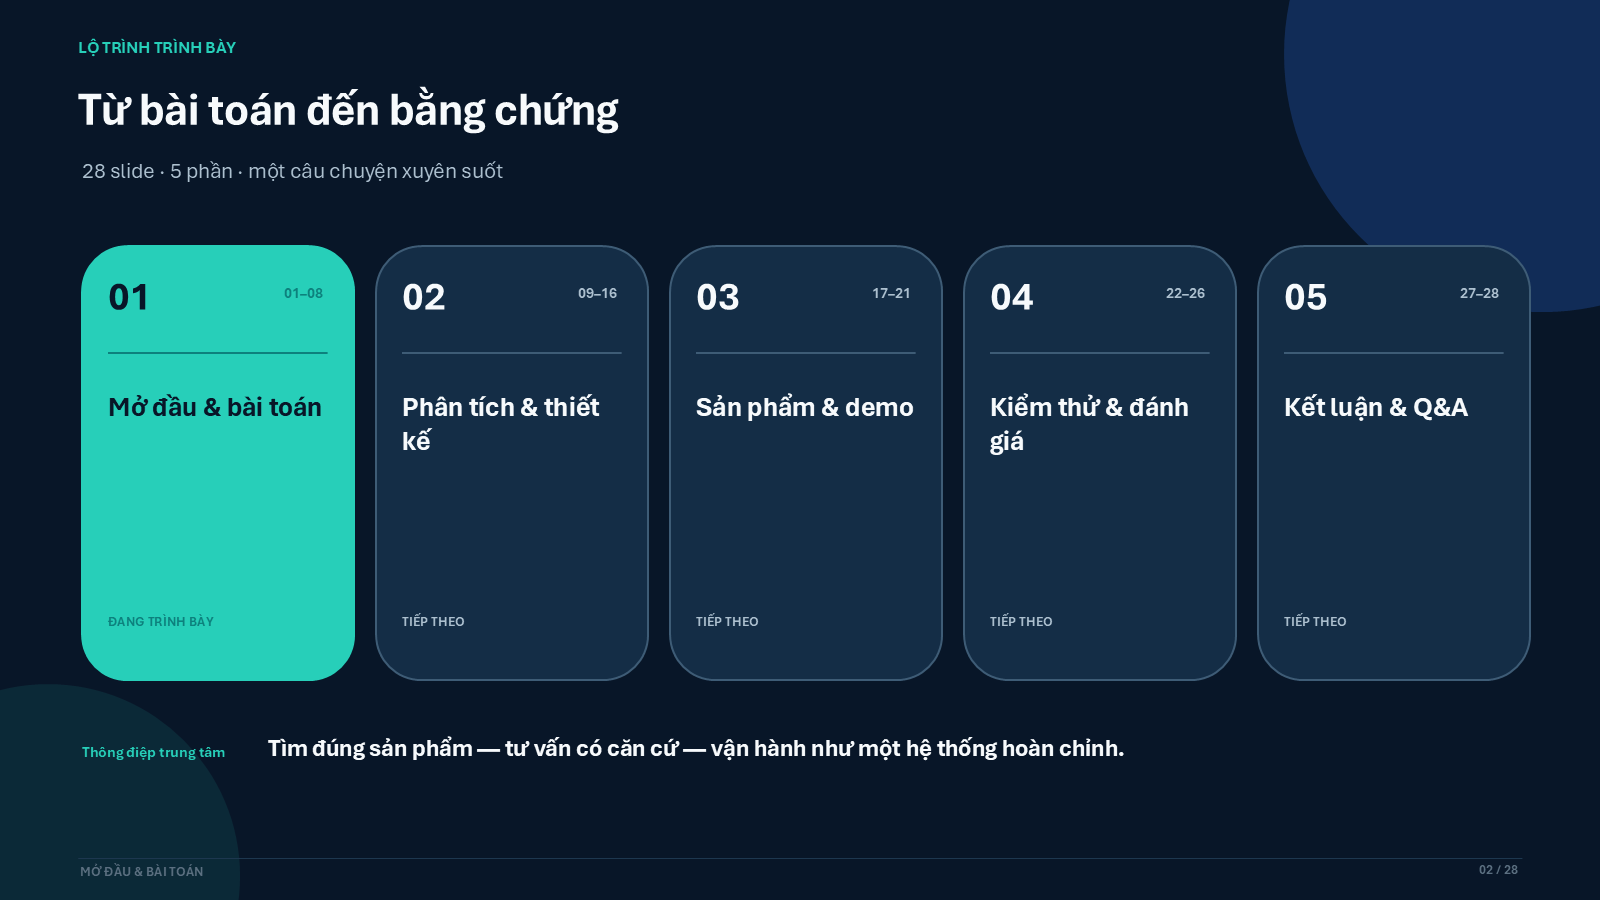 LỘ TRÌNH TRÌNH BÀY
Từ bài toán đến bằng chứng
28 slide · 5 phần · một câu chuyện xuyên suốt
01
01–08
Mở đầu & bài toán
ĐANG TRÌNH BÀY
02
09–16
Phân tích & thiết
kế
TIẾP THEO
03
17–21
Sản phẩm & demo
TIẾP THEO
04
22–26
Kiểm thử & đánh
giá
TIẾP THEO
05
27–28
Kết luận & Q&A
TIẾP THEO
Thông điệp trung tâm
Tìm đúng sản phẩm — tư vấn có căn cứ — vận hành như một hệ thống hoàn chỉnh.
MỞ ĐẦU & BÀI TOÁN
02 / 28